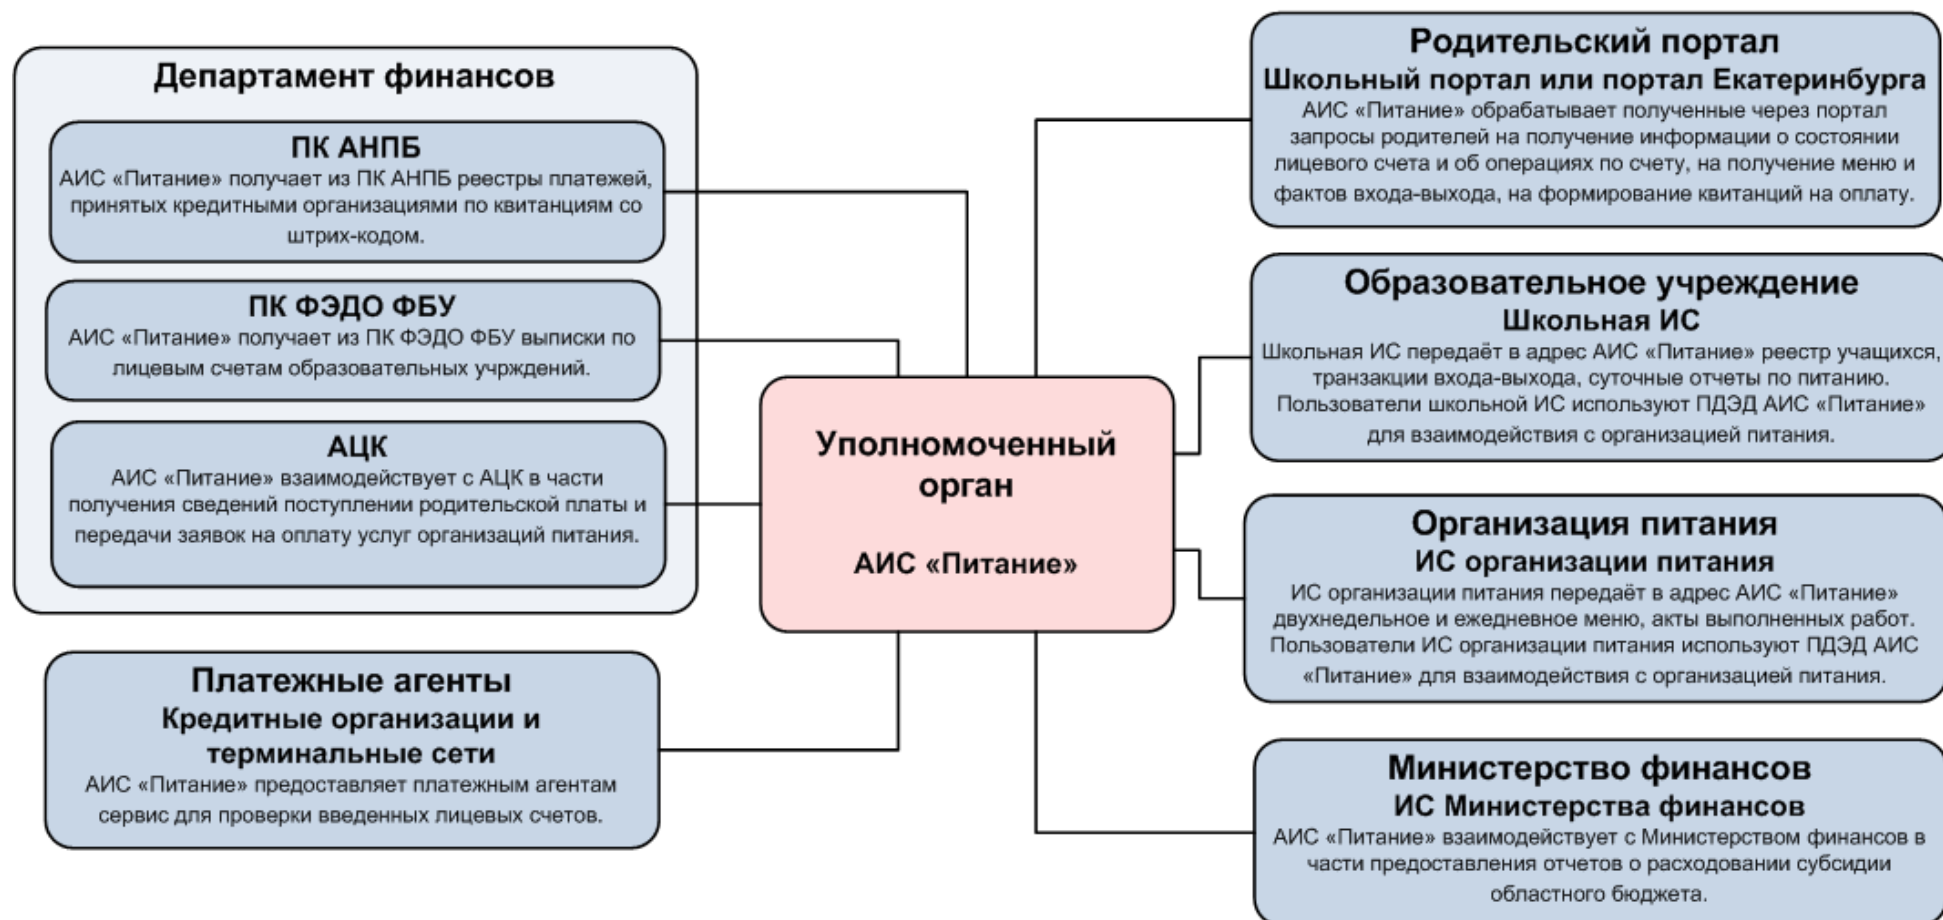 Департамент финансов
ПК АНПБ
АИС «Питание» получает из ПК АНПБ реестры платежей,
принятых кредитными организациями по квитанциям со
штрих-кодом.
ПК ФЭДО ФБУ
АИС «Питание» получает из ПК ФЭДО ФБУ выписки по
лицевым счетам образовательных учрждений.
АЦК
АИС «Питание» взаимодействует с АЦК в части
получения сведений поступлении родительской платы и
передачи заявок на оплату услуг организаций питания.
Платежные агенты
Кредитные организации и
терминальные сети
АИС «Питание» предоставляет платежным агентам
сервис для проверки введенных лицевых счетов.
Уполномоченный
орган
АИС «Питание»
Родительский портал
Школьный портал или портал Екатеринбурга
АИС «Питание» обрабатывает полученные через портал
запросы родителей на получение информации о состоянии
лицевого счета и об операциях по счету, на получение меню и
фактов входа-выхода, на формирование квитанций на оплату.
Образовательное учреждение
Школьная ИС
Школьная ИС передаёт в адрес АИС «Питание» реестр учащихся,
транзакции входа-выхода, суточные отчеты по питанию.
Пользователи школьной ИС используют ПДЭД АИС «Питание»
для взаимодействия с организацией питания.
Организация питания
ИС организации питания
ИС организации питания передаёт в адрес АИС «Питание»
двухнедельное и ежедневное меню, акты выполненных работ.
Пользователи ИС организации питания используют ПДЭД АИС
«Питание» для взаимодействия с организацией питания.
Министерство финансов
ИС Министерства финансов
АИС «Питание» взаимодействует с Министерством финансов в
части предоставления отчетов о расходовании субсидии
областного бюджета.